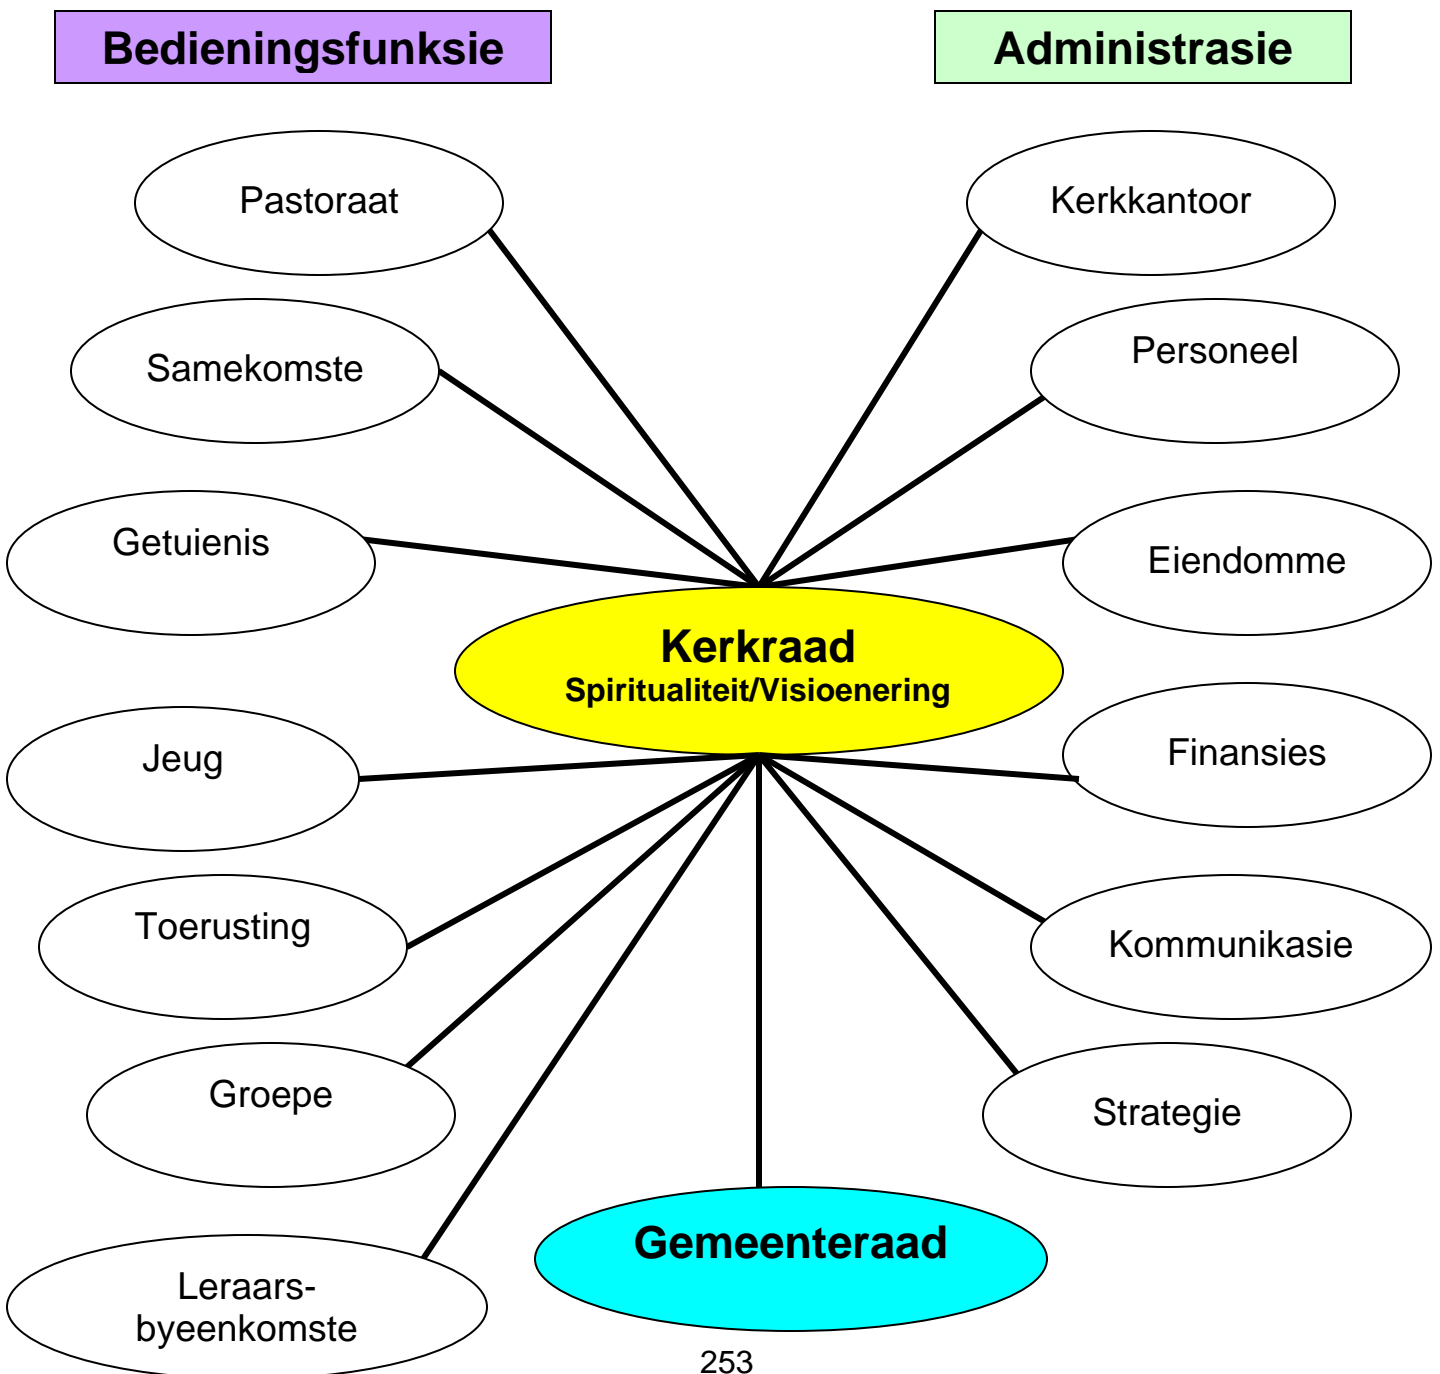 Bedieningsfunksie
Administrasie
Pastoraat
Kerkkantoor
Samekomste
Personeel
Getuienis
Eiendomme
Kerkraad
Spiritualiteit/Visioenering
Jeug
Finansies
Toerusting
Kommunikasie
Groepe
Strategie
Gemeenteraad
Leraars-
byeenkomste
253